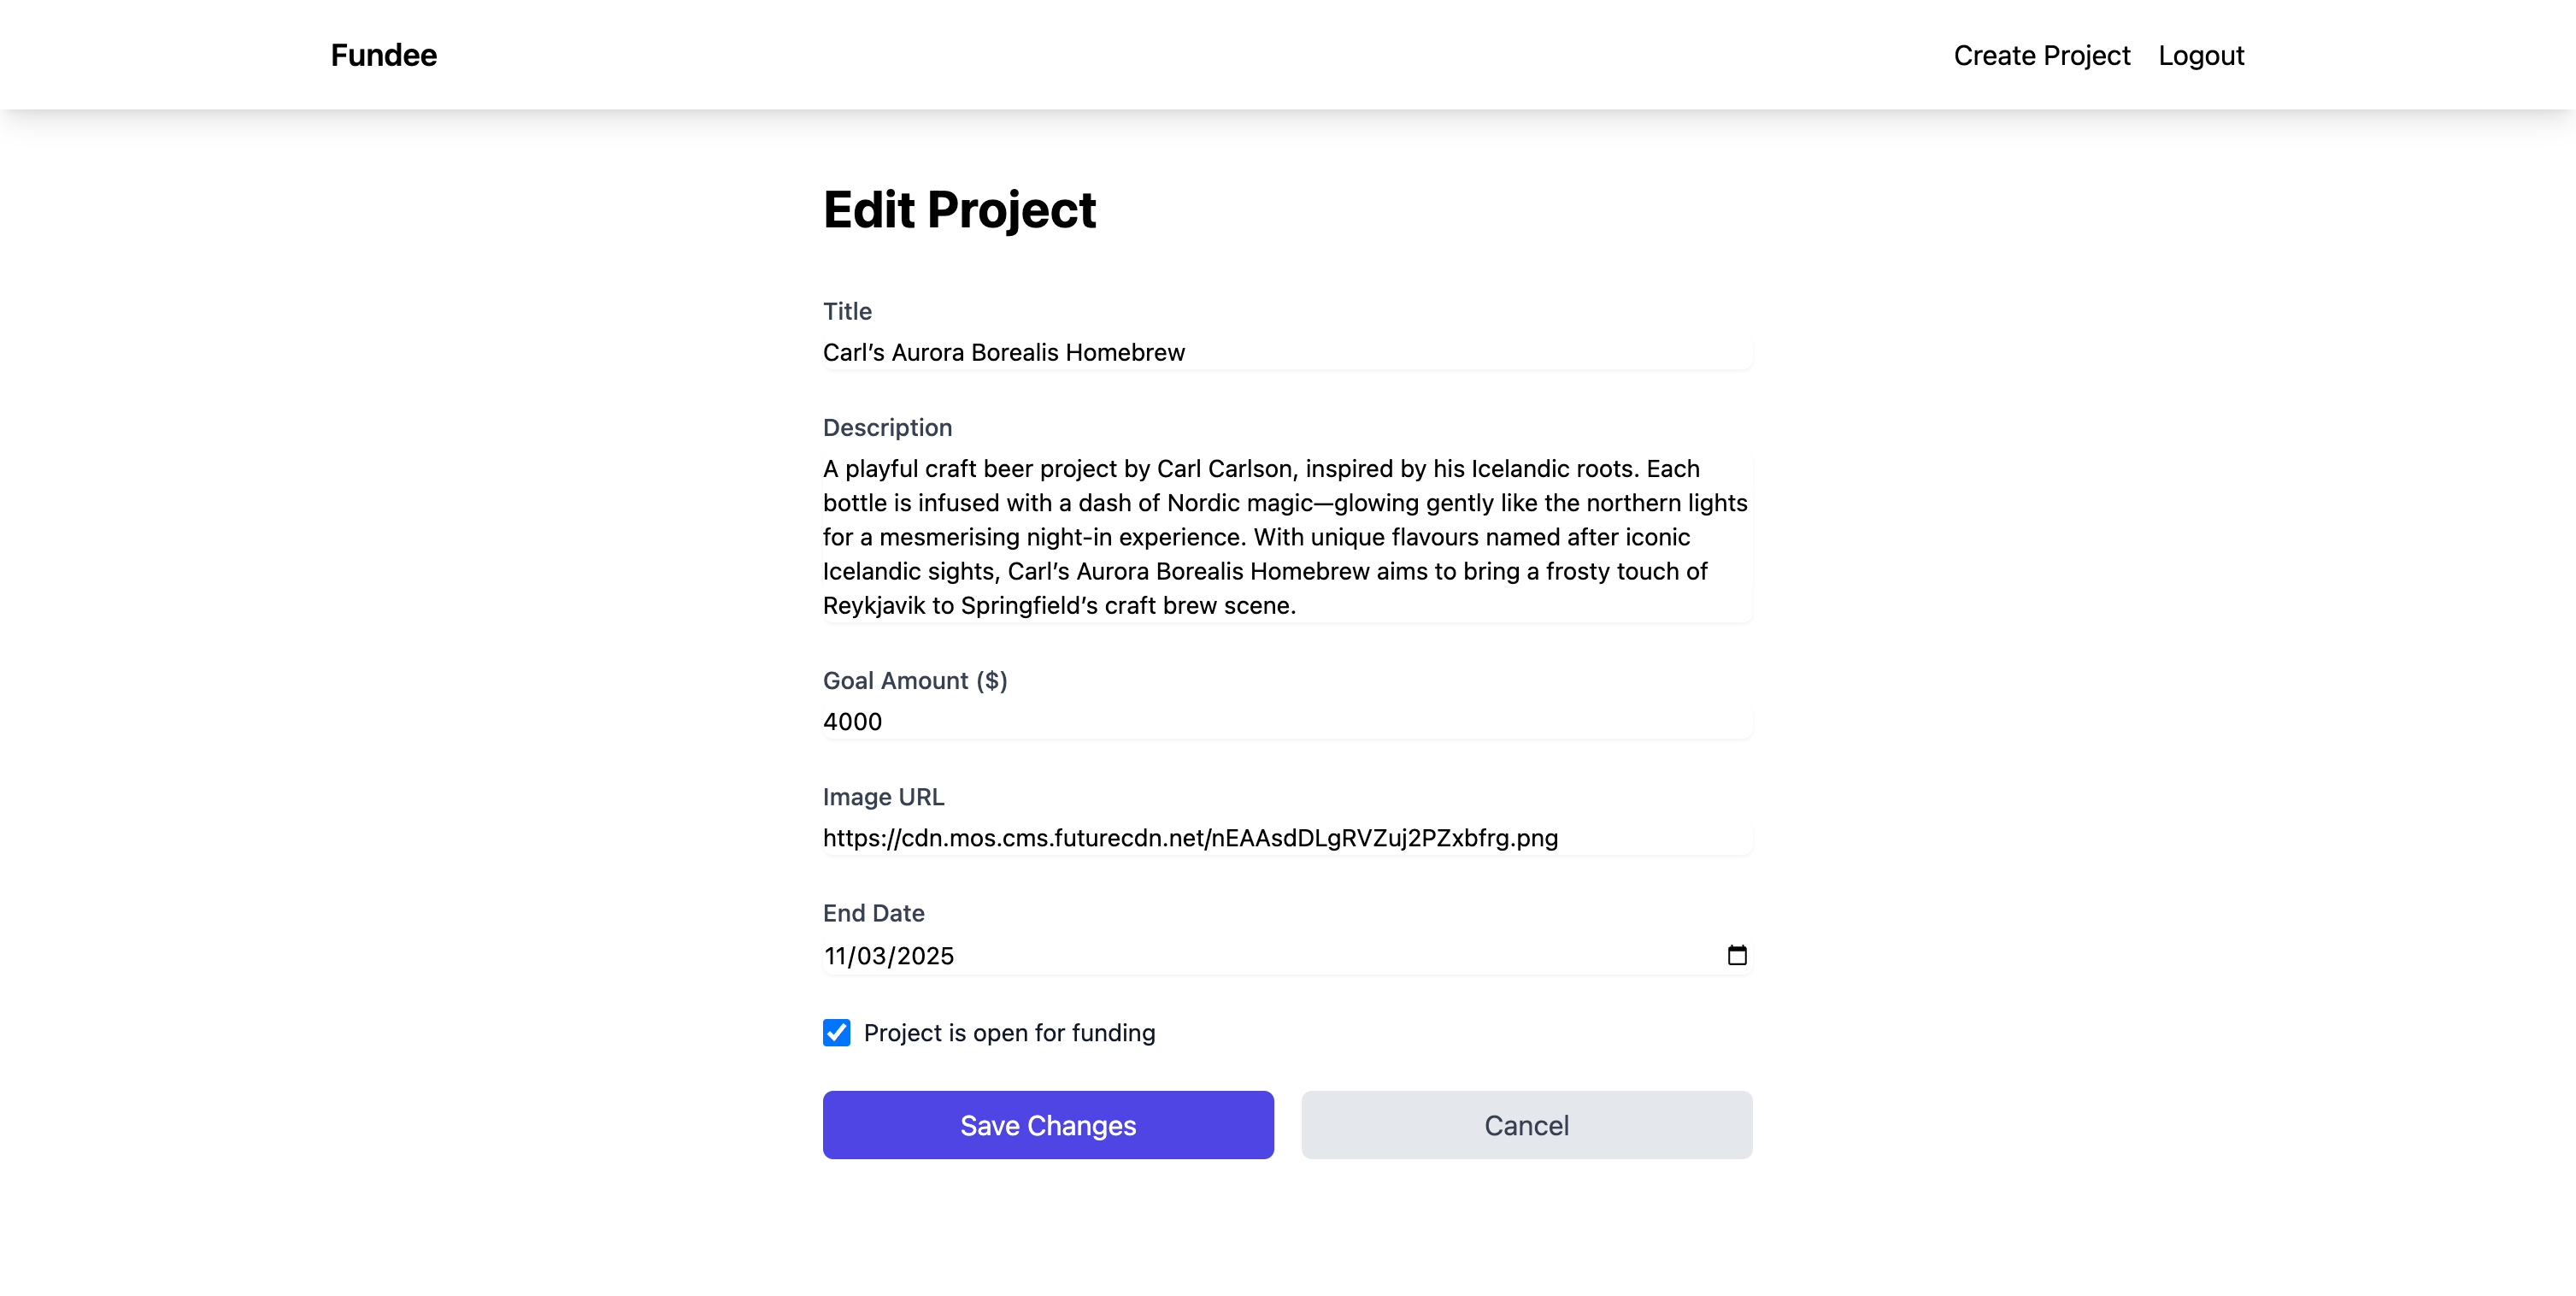 Fundee
Create Project Logout
Edit Project
Title
Carl’s Aurora Borealis Homebrew
Description
A playful craft beer project by Carl Carlson, inspired by his Icelandic roots. Each
bottle is infused with a dash of Nordic magic—glowing gently like the northern lights
for a mesmerising night-in experience. With unique flavours named after iconic
Icelandic sights, Carl’s Aurora Borealis Homebrew aims to bring a frosty touch of
Reykjavik to Springfield’s craft brew scene.
Goal Amount ($)
4000
Image URL
https://cdn.mos.cms.futurecdn.net/nEAAsdDLgRVZuj2PZxbfrg.png
End Date
11/03/2025
Project is open for funding
Save Changes
Cancel